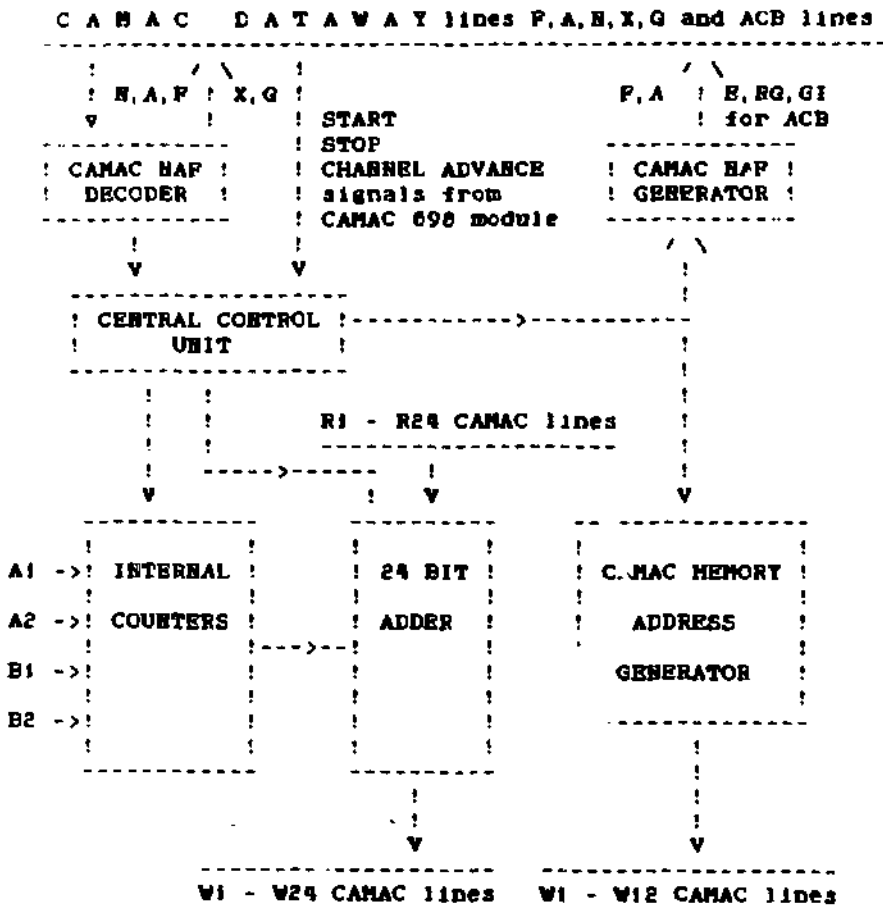 C A M A C D A T A W A Y lines F,A,N,X,Q and ACB lines
N,A,F X,Q F,A N,RQ,GI
for ACB
START
STOP
CHANNEL ADVANCE
signals from
CAMAC module
CAMAC NAF
DECODER
CAMAC NAF
GENERATOR
CENTRAL CONTROL
UNIT
R1 - R24 CAMAC lines
A1 -> INTERNAL
A2 -> COUNTERS
B1 ->
B2 ->
24 BIT
ADDER
CAMAC MEMORY
ADDRESS
GENERATOR
W1 - W24 CAMAC lines
W1 - W12 CAMAC lines